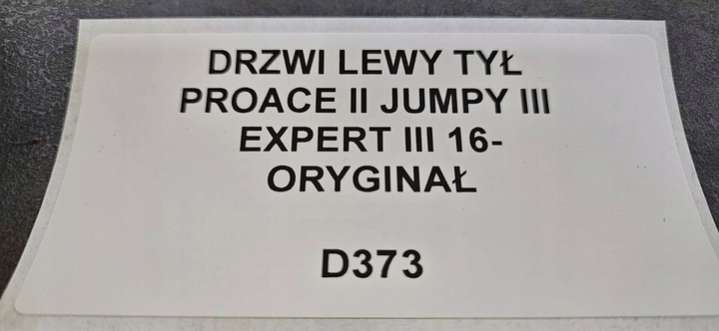 DRZWI LEWY TYŁ
PROACE II JUMPY III
EXPERT III 16-
ORYGINAŁ
D373